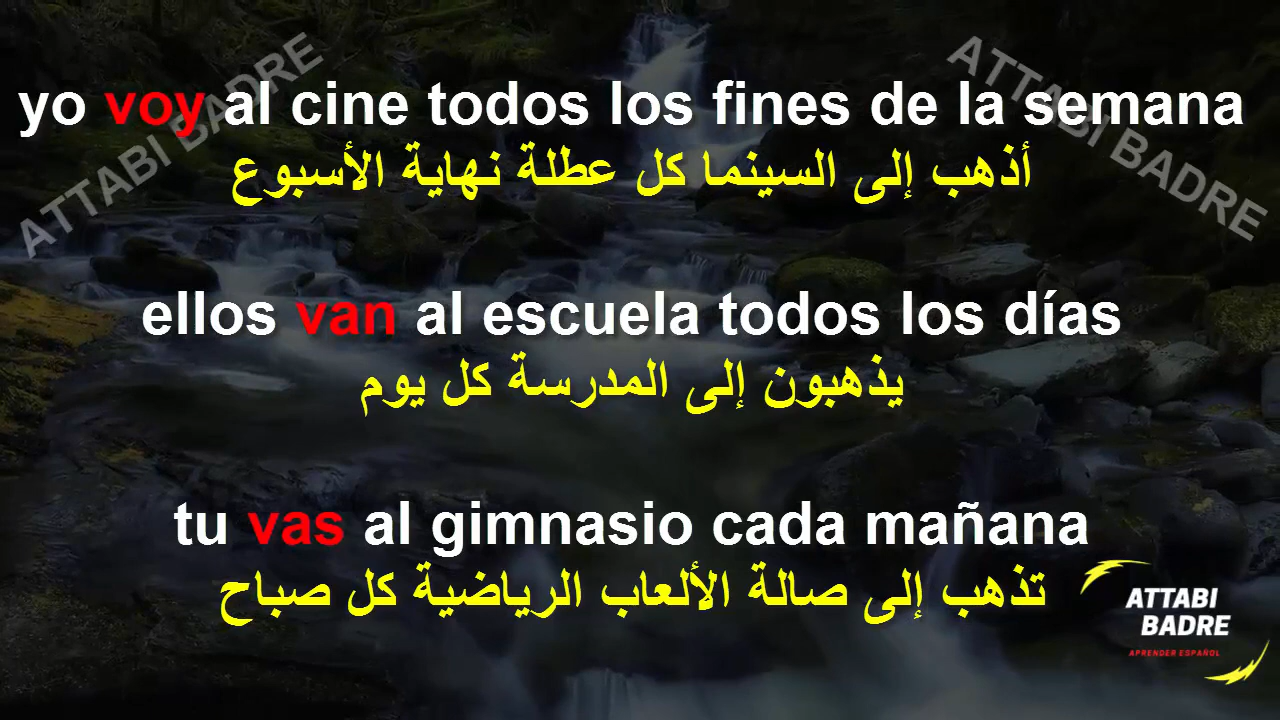 ATTABI BADRE
ATTABI BADRE
yo voy al cine todos los fines de la semana
أذهب إلى السينما كل عطلة نهاية الأسبوع
ellos van al escuela todos los días
يذهبون إلى المدرسة كل يوم
tu vas al gimnasio cada mañana
تذهب إلى صالة الألعاب الرياضية كل صباح
ATTABI
BADRE
APRENDER ESPAÑOL